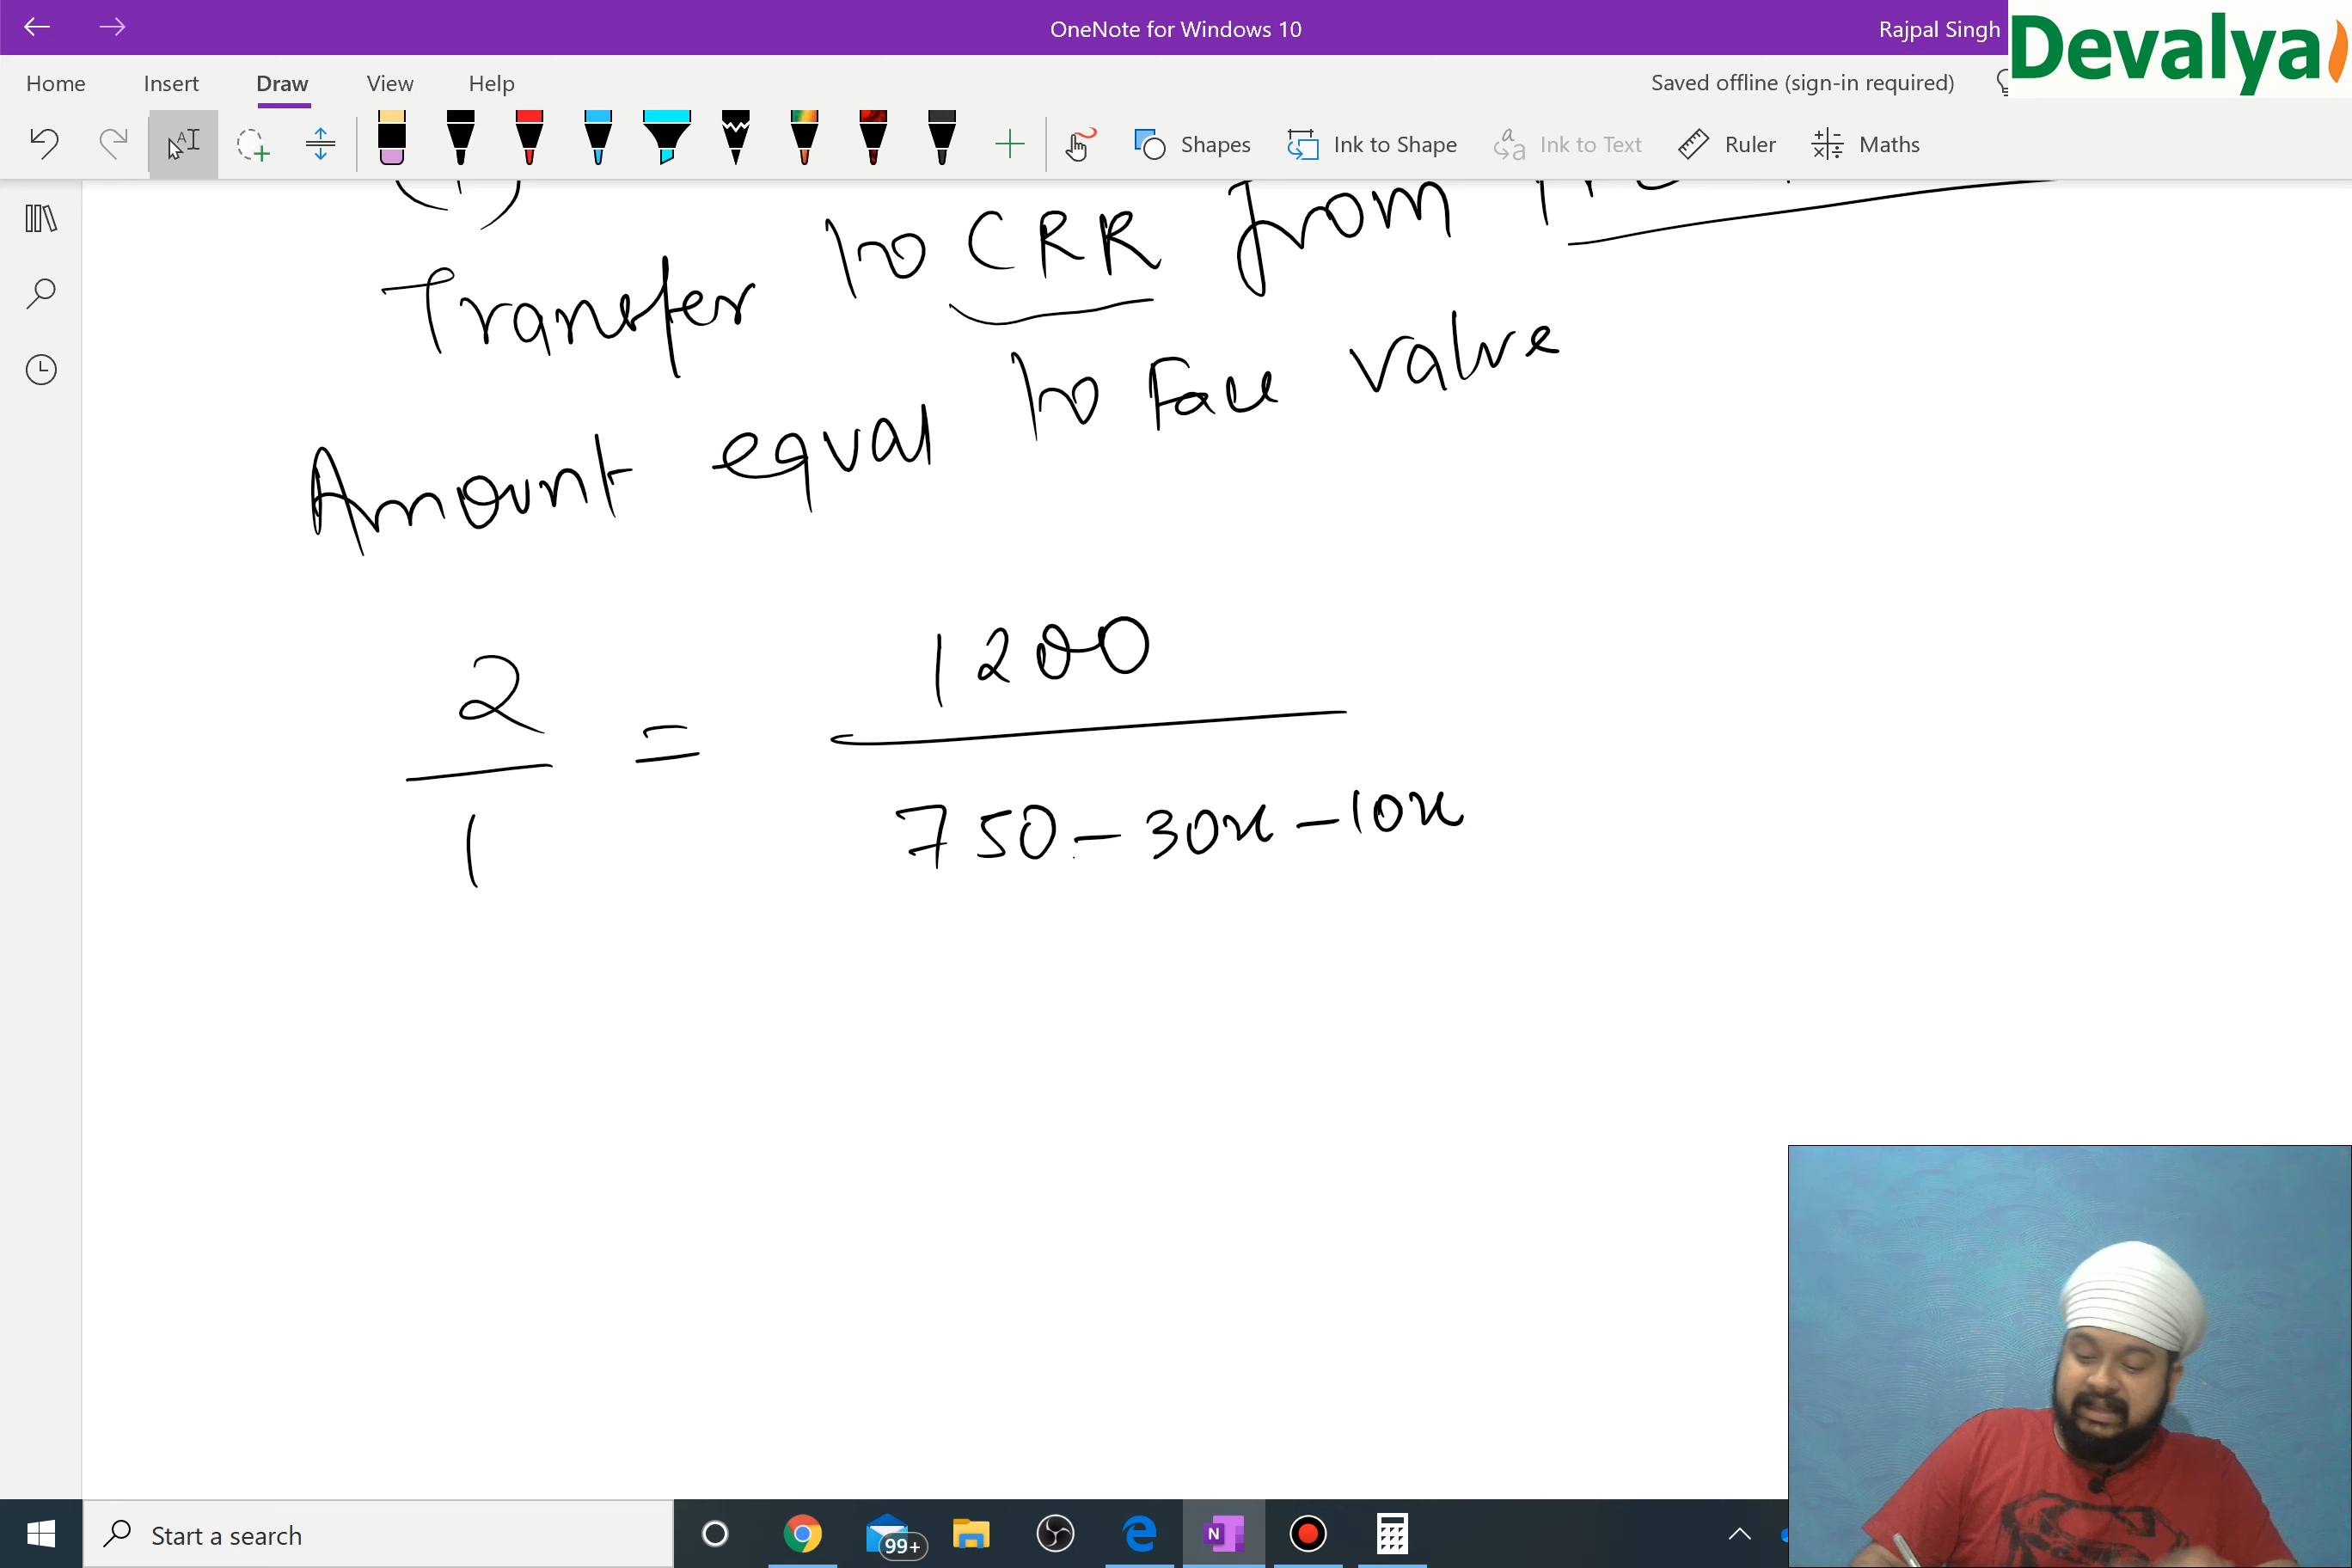 OneNote for Windows 10
Rajpal Singh
Devalya
Home Insert Draw View Help
Saved offline (sign-in required)
Shapes Ink to Shape Ink to Text Ruler Maths
Transfer to CRR from
Amount equal to Face value
2/1 = 1200/(750-30x-10x)
Start a search
99+